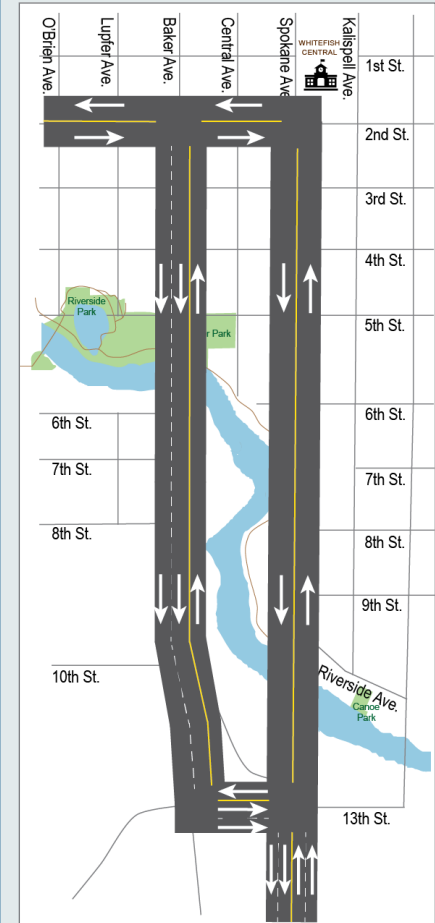 O'Brien Ave.
Lupfer Ave.
Baker Ave.
Central Ave.
Spokane Ave
Kalispell Ave.
WHITEFISH
CENTRAL
1st St.
2nd St.
3rd St.
4th St.
Riverside
Park
r Park
5th St.
6th St.
6th St.
7th St.
7th St.
8th St.
8th St.
9th St.
10th St.
Riverside Ave.
Canoe
Park
13th St.